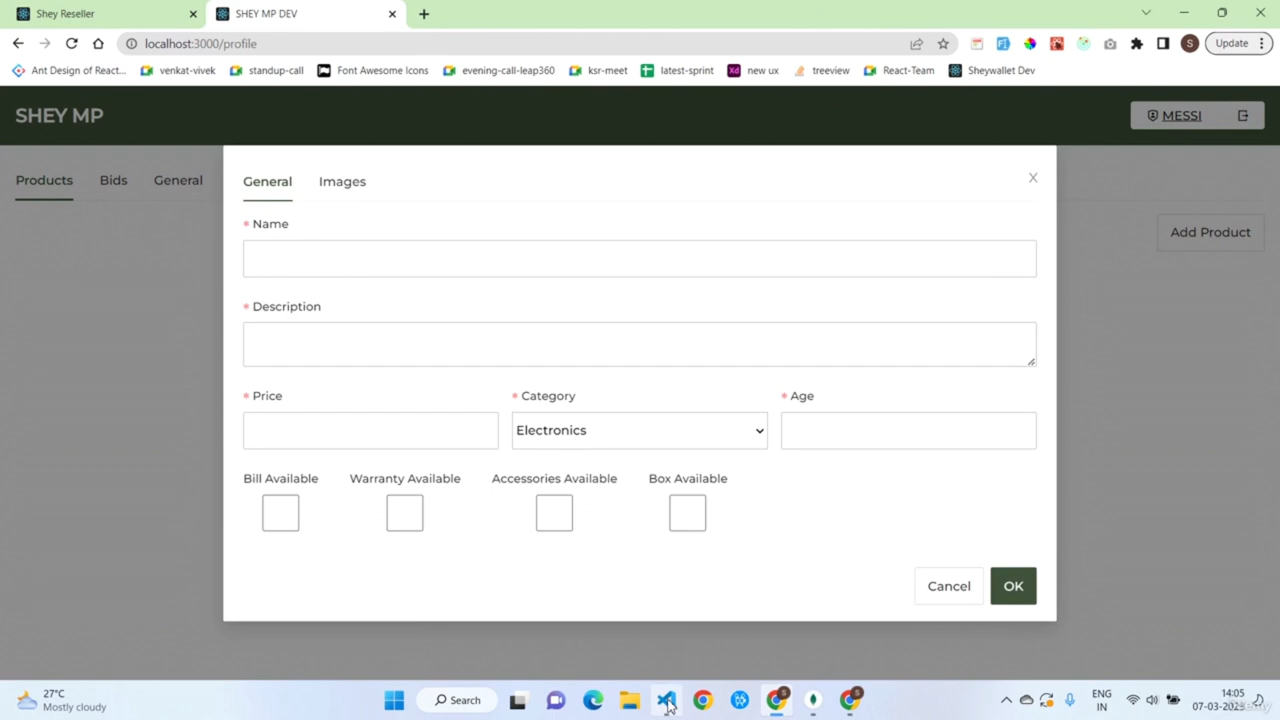 Shey Reseller
SHEY MP DEV
localhost:3000/profile
S
Update
Ant Design of React...
venkat-vivek
standup-call
Font Awesome Icons
evening-call-leap360
ksr-meet
latest-sprint
Xd new ux
treeview
React-Team
Sheywallet Dev
SHEY MP
MESSI
Products
Bids
General
Add Product
General
Images
X
* Name
* Description
* Price
* Category
* Age
Electronics
Bill Available
Warranty Available
Accessories Available
Box Available
Cancel
OK
27°C
Mostly cloudy
Search
ENG
IN
14:05